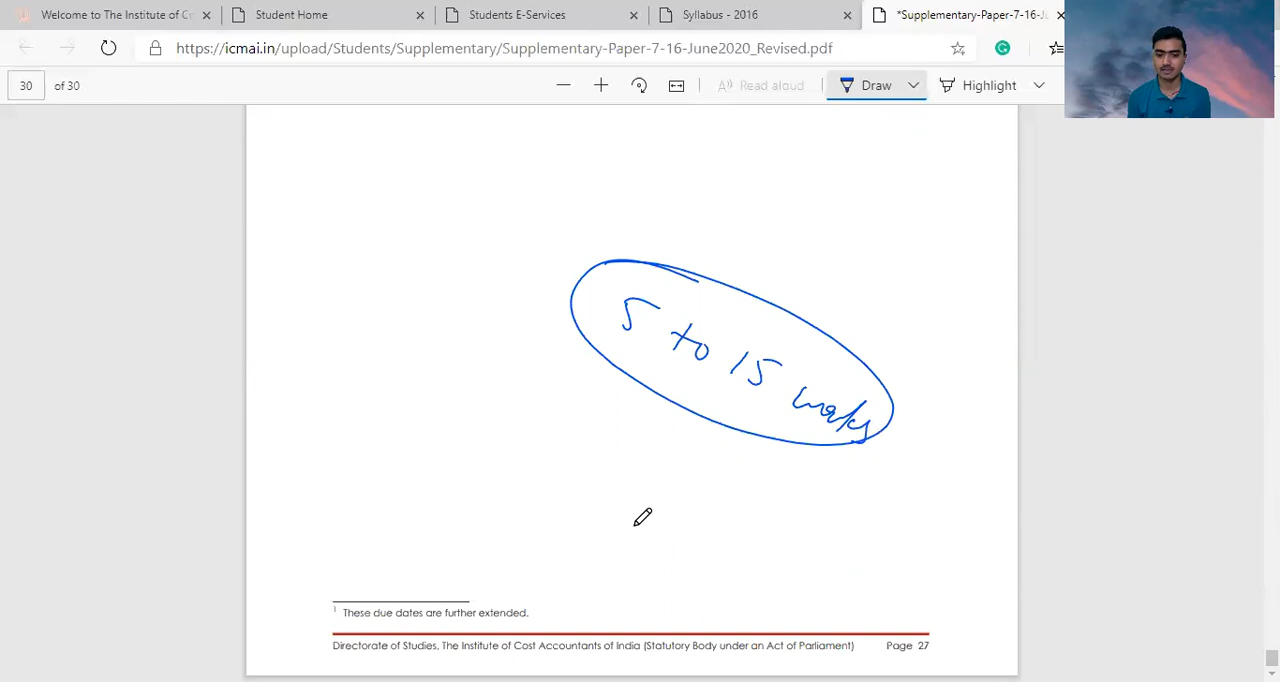 Welcome to The Institute of C
Student Home
Students E-Services
Syllabus - 2016
*Supplementary-Paper-7-16-Ju
https://icmai.in/upload/Students/Supplementary/Supplementary-Paper-7-16-June2020_Revised.pdf
30 of 30
Read aloud
Draw
Highlight
5 to 15 marks
1 These due dates are further extended.
Directorate of Studies, The Institute of Cost Accountants of India (Statutory Body under an Act of Parliament) Page 27